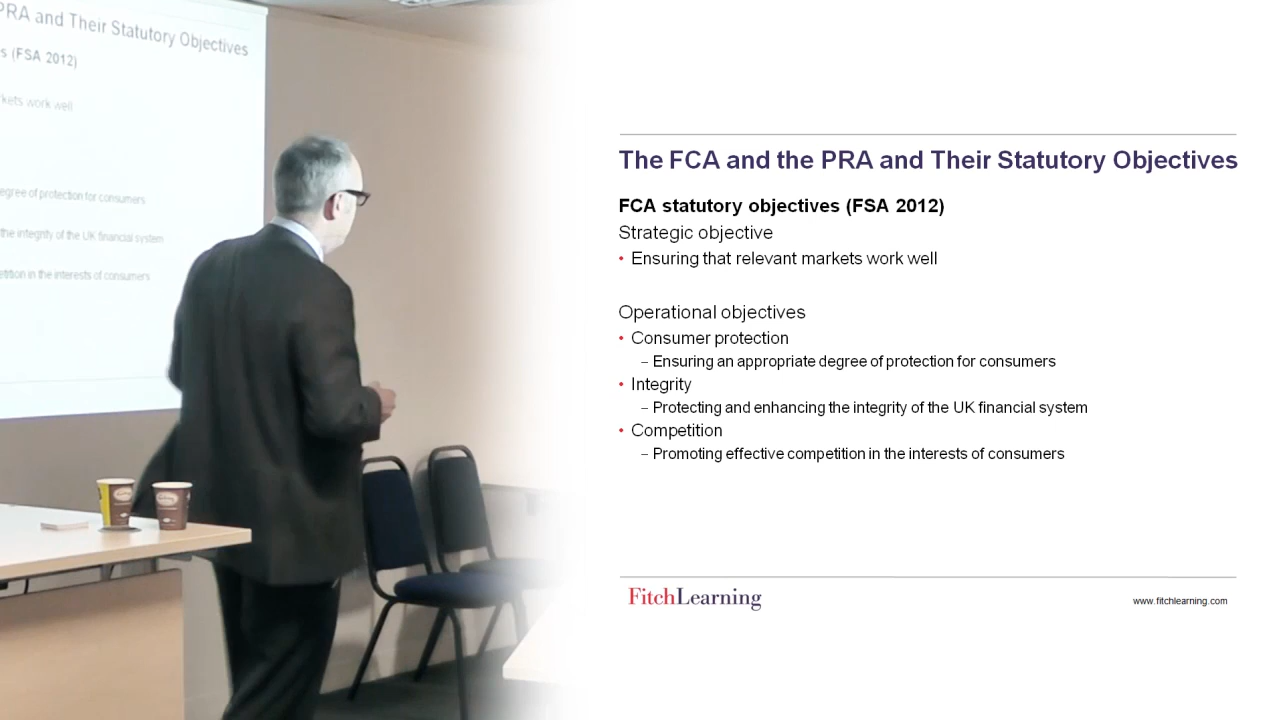 PRA and Their Statutory Objectives
(FSA 2012)
work well
degree of protection for consumers
the integrity of the UK financial system
in the interests of consumers
The FCA and the PRA and Their Statutory Objectives
FCA statutory objectives (FSA 2012)
Strategic objective
• Ensuring that relevant markets work well
Operational objectives
• Consumer protection
– Ensuring an appropriate degree of protection for consumers
• Integrity
– Protecting and enhancing the integrity of the UK financial system
• Competition
– Promoting effective competition in the interests of consumers
FitchLearning
www.fitchlearning.com